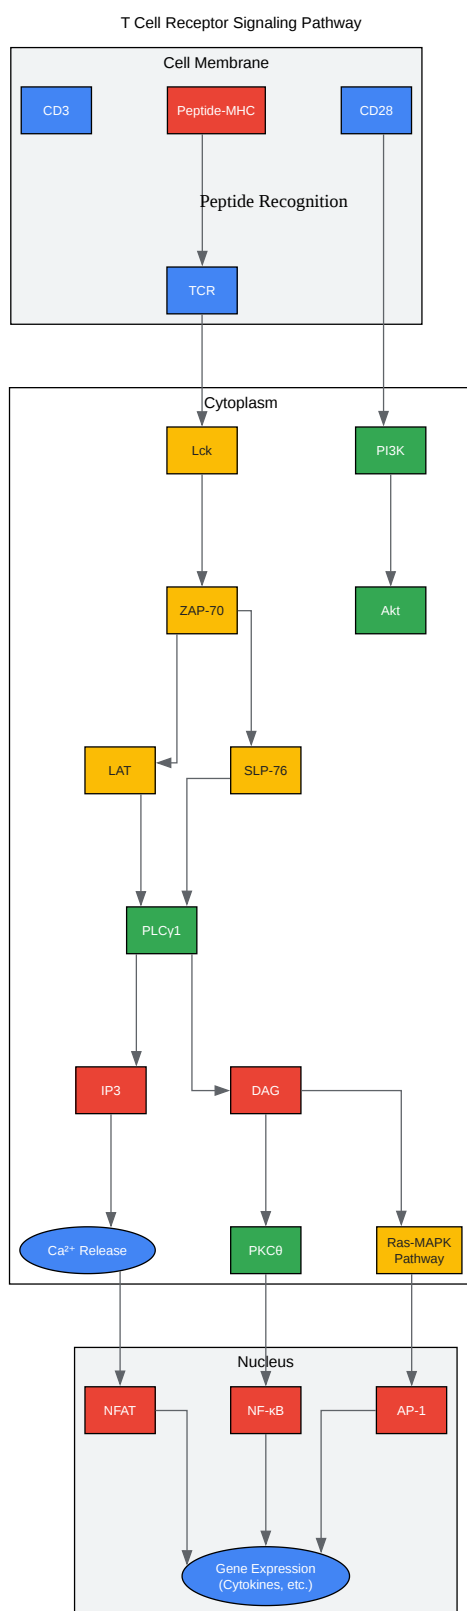 T Cell Receptor Signaling Pathway
Cell Membrane
CD3
Peptide-MHC
CD28
Peptide Recognition
TCR
Cytoplasm
Lck
PI3K
ZAP-70
Akt
LAT
SLP-76
PLCγ1
IP3
DAG
Ca²⁺ Release
PKCθ
Ras-MAPK
Pathway
Nucleus
NFAT
NF-κB
AP-1
Gene Expression
(Cytokines, etc.)